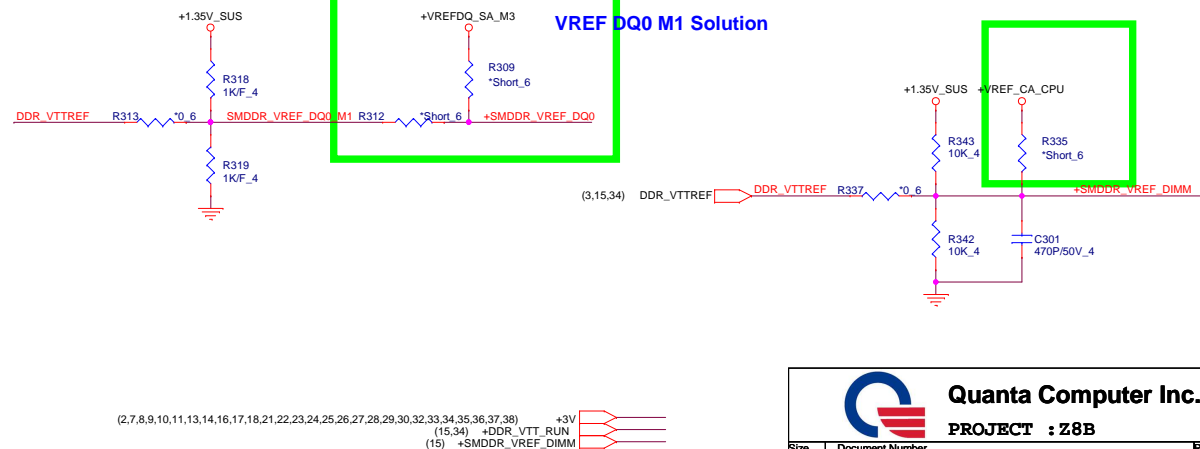 +1.35V_SUS
+VREFDQ_SA_M3
VREF DQ0 M1 Solution
R318
1K/F_4
R309
*Short_6
DDR_VTTREF
R313
*0_6
SMDDR_VREF_DQ0_M1
R312
*Short_6
+SMDDR_VREF_DQ0
R319
1K/F_4
+1.35V_SUS
+VREF_CA_CPU
R343
10K_4
R335
*Short_6
(3,15,34)
DDR_VTTREF
DDR_VTTREF
R337
*0_6
+SMDDR_VREF_DIMM
R342
10K_4
C301
470P/50V_4
(2,7,8,9,10,11,13,14,16,17,18,21,22,23,24,25,26,27,28,29,30,32,33,34,35,36,37,38)
+3V
(15,34)
+DDR_VTT_RUN
(15)
+SMDDR_VREF_DIMM
Quanta Computer Inc.
PROJECT : Z8B
Size
Document Number